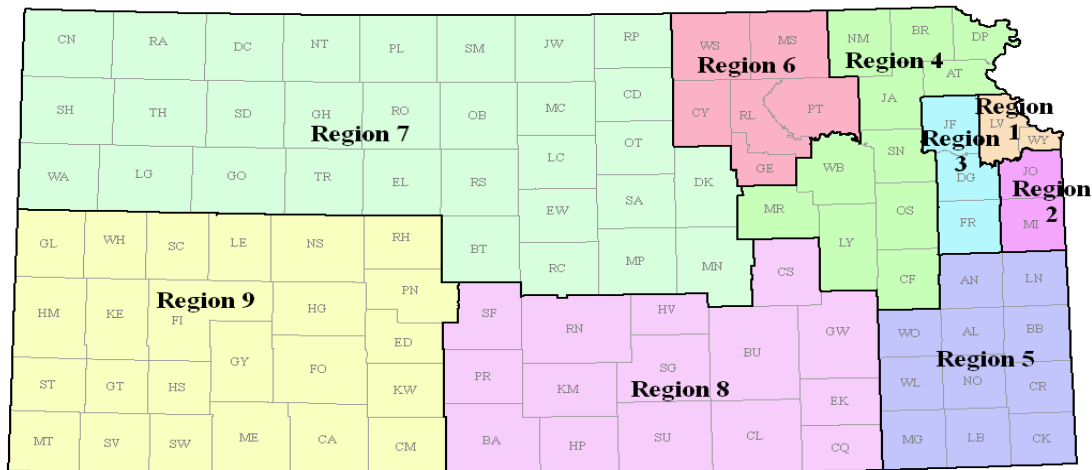 CN RA DC NT PL SM JW RP WS MS NM BR DP
Region 6 Region 4 AT
SH TH SD GH RO OB MC CD CY RL PT JA
Region 7
JF LV Region 1 WY
LC OT SN
Region 3
WA LG GO TR EL RS DK GE WB DG JO
Region 2
EW SA MR OS FR MI
GL WH SC LE NS RH BT RC MP MN LY CS CF
HM KE FI HG PN AN LN
Region 9
SF RN HV BU GW WO AL BB
GY ED
Region 5
ST GT HS FO KW PR KM SG WL NO CR
Region 8
EK
MT SV SW ME CA CM BA HP SU CL CQ MG LB CK